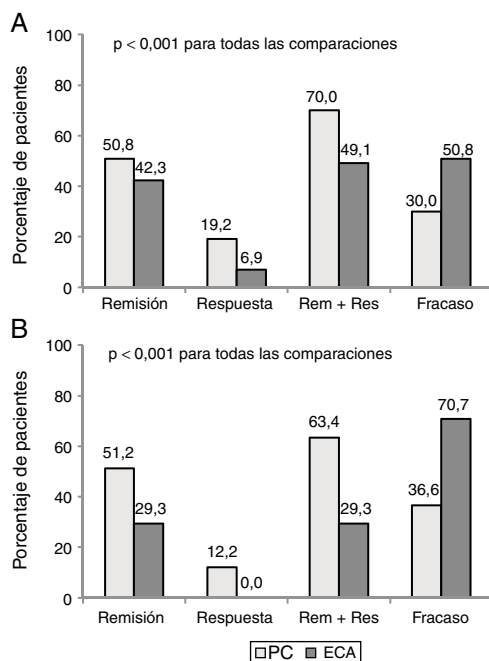 A
p < 0,001 para todas las comparaciones
Porcentaje de pacientes
100
80
60
40
20
0
50,8
42,3
19,2
6,9
70,0
49,1
30,0
50,8
Remisión
Respuesta
Rem + Res
Fracaso
B
p < 0,001 para todas las comparaciones
Porcentaje de pacientes
100
80
60
40
20
0
51,2
29,3
12,2
0,0
63,4
29,3
36,6
70,7
Remisión
Respuesta
Rem + Res
Fracaso
PC ECA